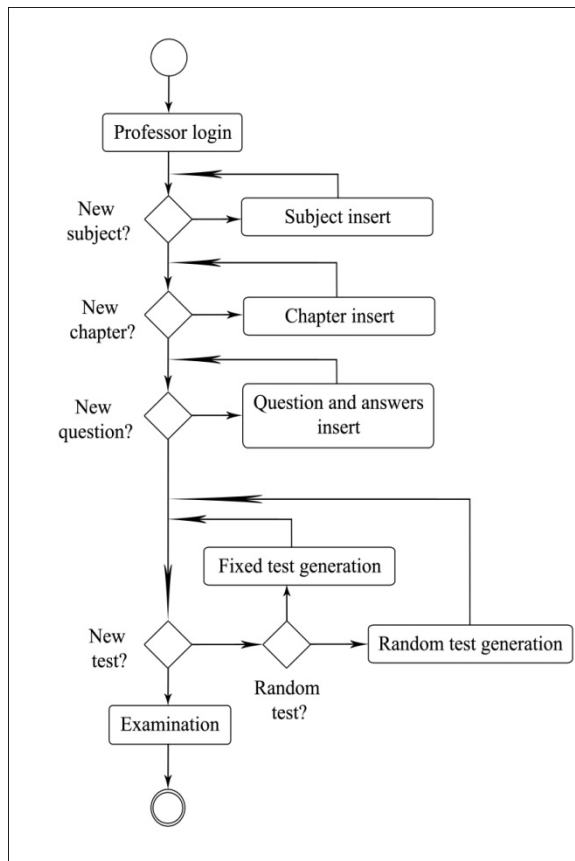 Professor login
New
subject?
Subject insert
New
chapter?
Chapter insert
New
question?
Question and answers
insert
Fixed test generation
New
test?
Random
test?
Random test generation
Examination